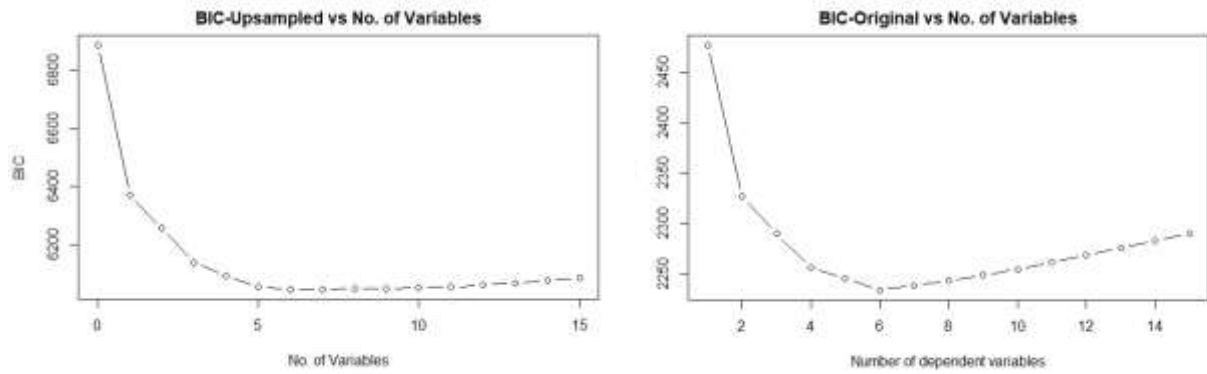 BIC-Upsampled vs No. of Variables
BIC
6800
6600
6400
6200
0 5 10 15
No. of Variables
BIC-Original vs No. of Variables
2450
2400
2350
2300
2250
2 4 6 8 10 12 14
Number of dependent variables